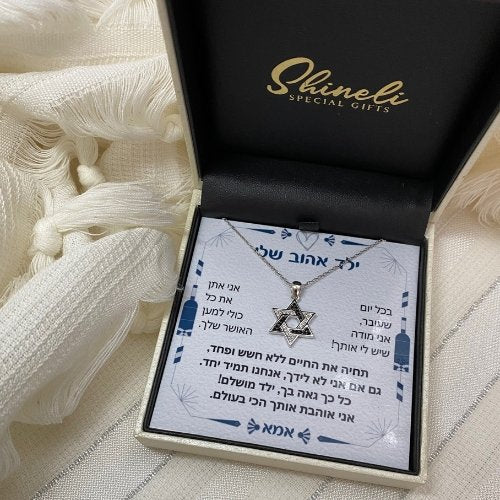 Shineli
SPECIAL GIFTS
ילד אהוב שלי
בכל יום
שעובר,
אני מודה
שיש לי אותך!
אני אתן
את כל
כולי למען
האושר שלך.
תחיה את החיים ללא חשש ופחד,
גם אם אני לא לידך, אנחנו תמיד יחד.
כל כך גאה בך, ילד מושלם!
אני אוהבת אותך הכי בעולם.
אמא